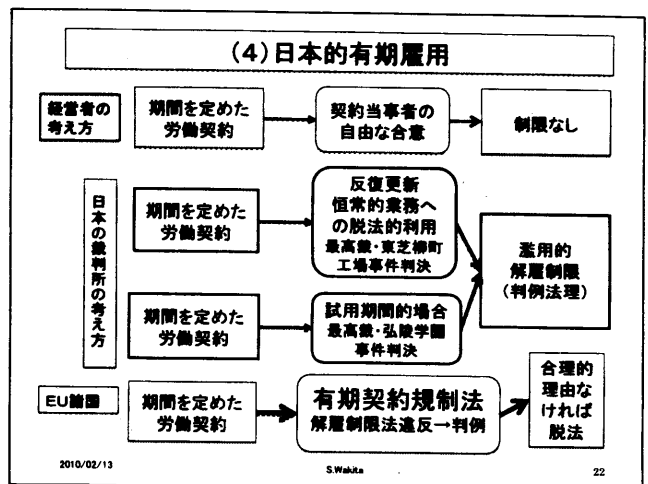 （4）日本的有期雇用
経営者の
考え方
期間を定めた
労働契約
契約当事者の
自由な合意
制限なし
日本の裁判所の考え方
期間を定めた
労働契約
反復更新
恒常的業務へ
の脱法的利用
最高裁・東芝柳町
工場事件判決
濫用的
解雇制限
（判例法理）
期間を定めた
労働契約
試用期間的場合
最高裁・弘陵学園
事件判決
EU諸国
期間を定めた
労働契約
有期契約規制法
解雇制限法違反→判例
合理的
理由な
ければ
脱法
2010/02/13
S.Wakita
22